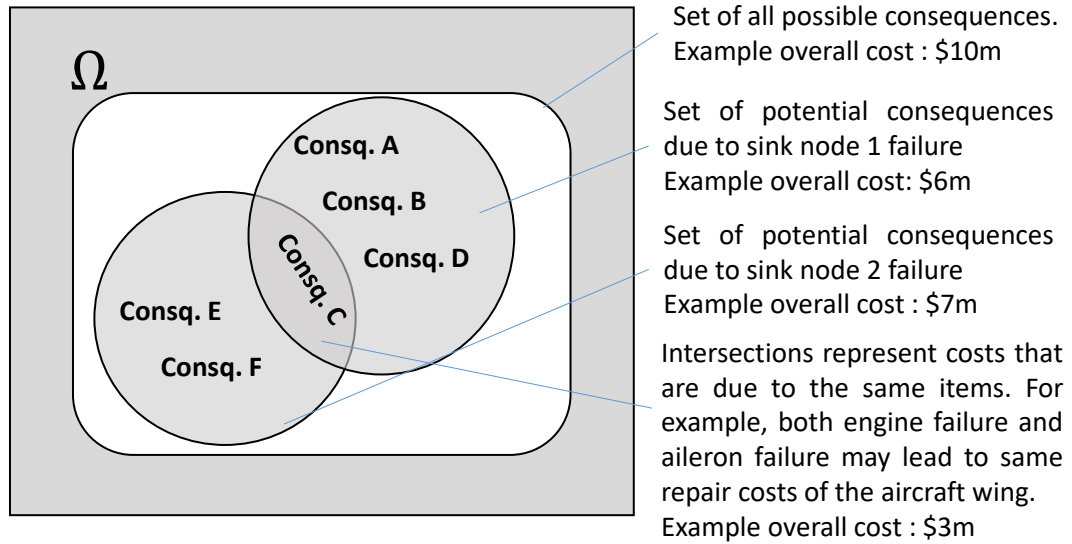 Ω
Consq. A
Consq. B
Consq. D
Consq. C
Consq. E
Consq. F
Set of all possible consequences.
Example overall cost : $10m
Set of potential consequences
due to sink node 1 failure
Example overall cost: $6m
Set of potential consequences
due to sink node 2 failure
Example overall cost : $7m
Intersections represent costs that
are due to the same items. For
example, both engine failure and
aileron failure may lead to same
repair costs of the aircraft wing.
Example overall cost : $3m